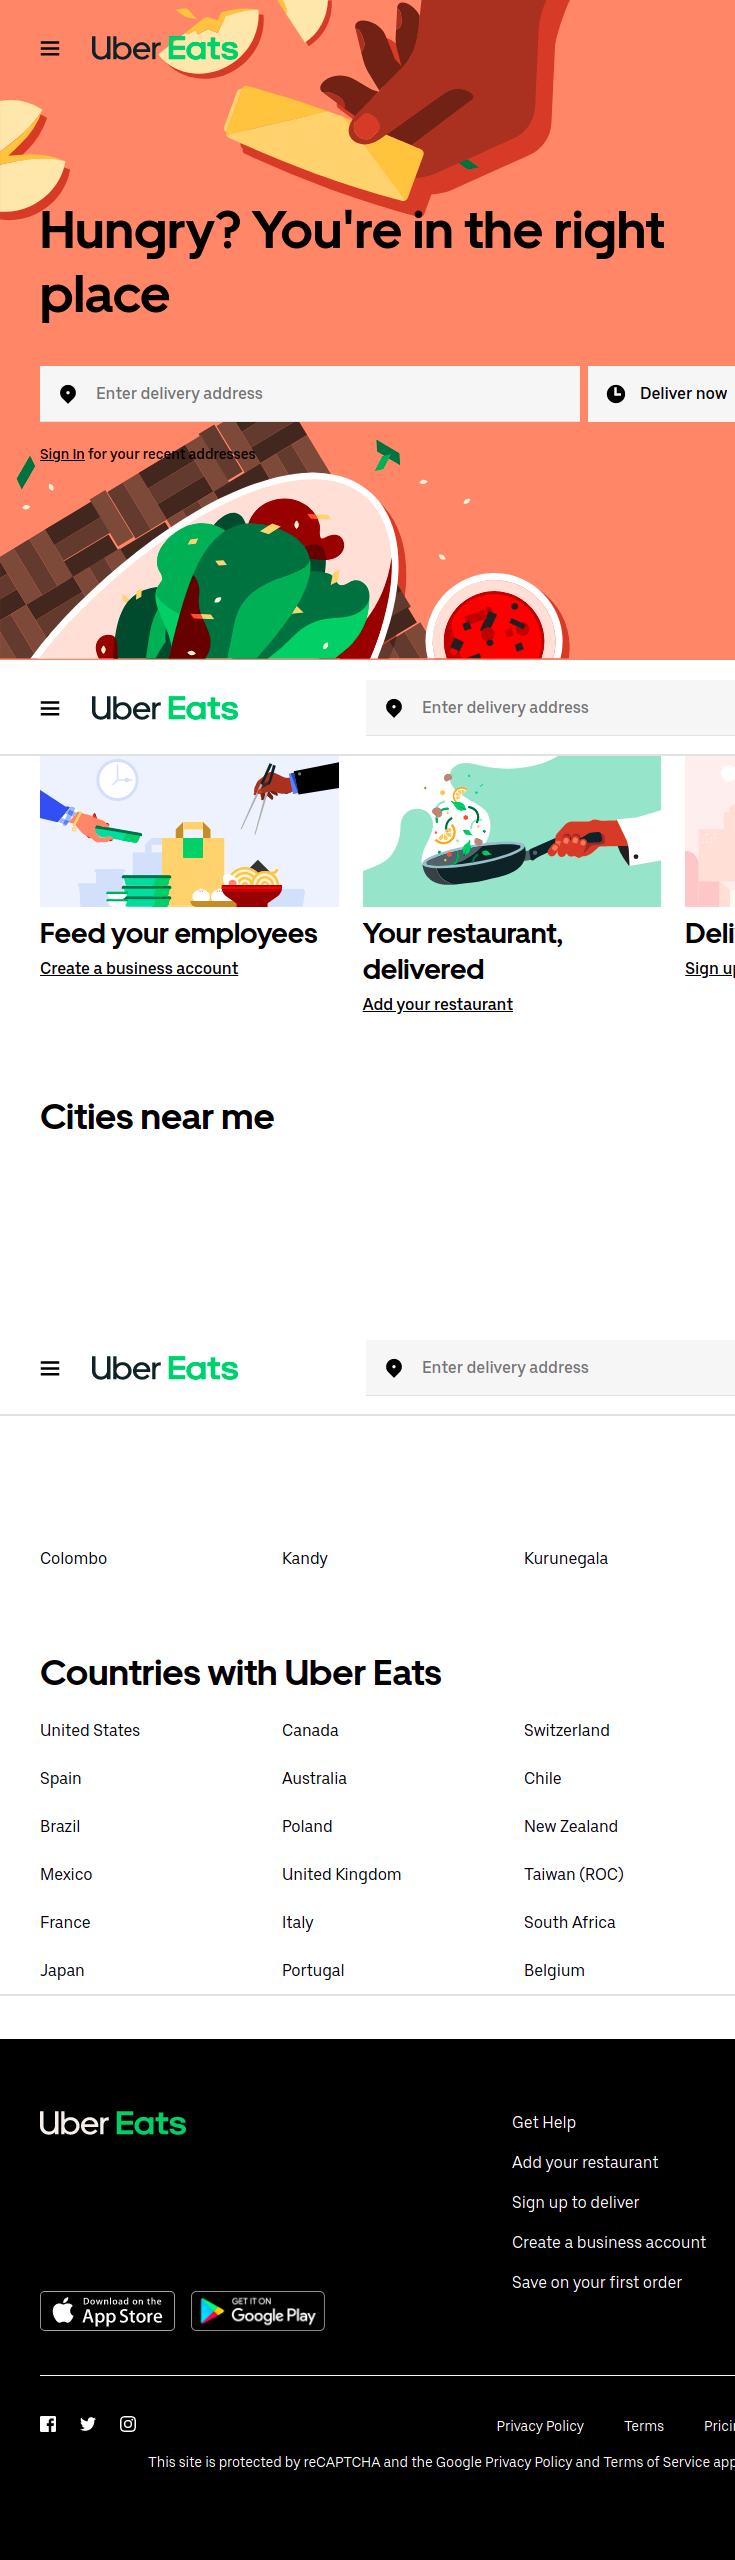 Uber Eats
Hungry? You're in the right
place
Enter delivery address
Deliver now
Sign In for your recent addresses
Uber Eats
Enter delivery address
Feed your employees
Create a business account
Your restaurant,
delivered
Add your restaurant
Deli
Sign up
Cities near me
Uber Eats
Enter delivery address
Colombo
Kandy
Kurunegala
Countries with Uber Eats
United States
Canada
Switzerland
Spain
Australia
Chile
Brazil
Poland
New Zealand
Mexico
United Kingdom
Taiwan (ROC)
France
Italy
South Africa
Japan
Portugal
Belgium
Uber Eats
Get Help
Add your restaurant
Sign up to deliver
Create a business account
Save on your first order
Download on the
App Store
GET IT ON
Google Play
Privacy Policy
Terms
Prici
This site is protected by reCAPTCHA and the Google Privacy Policy and Terms of Service app